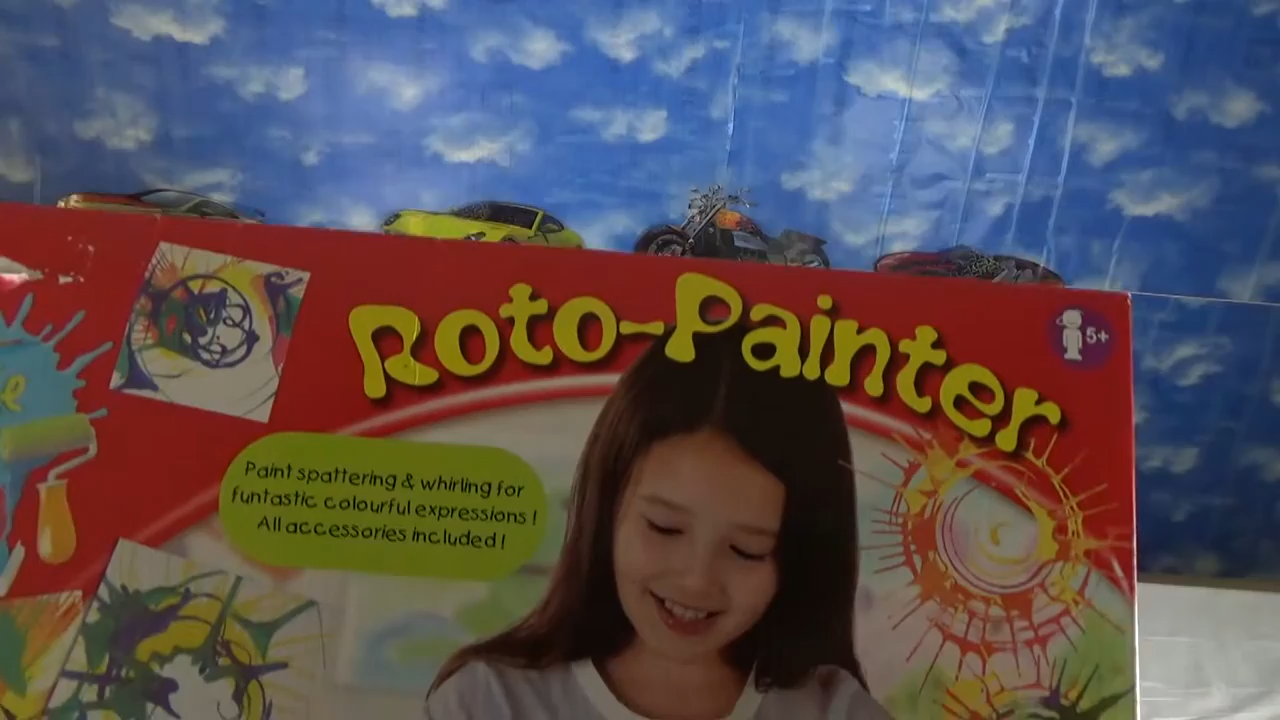 Roto-Painter
5+
Paint spattering & whirling for
funtastic colourful expressions !
All accessories included !